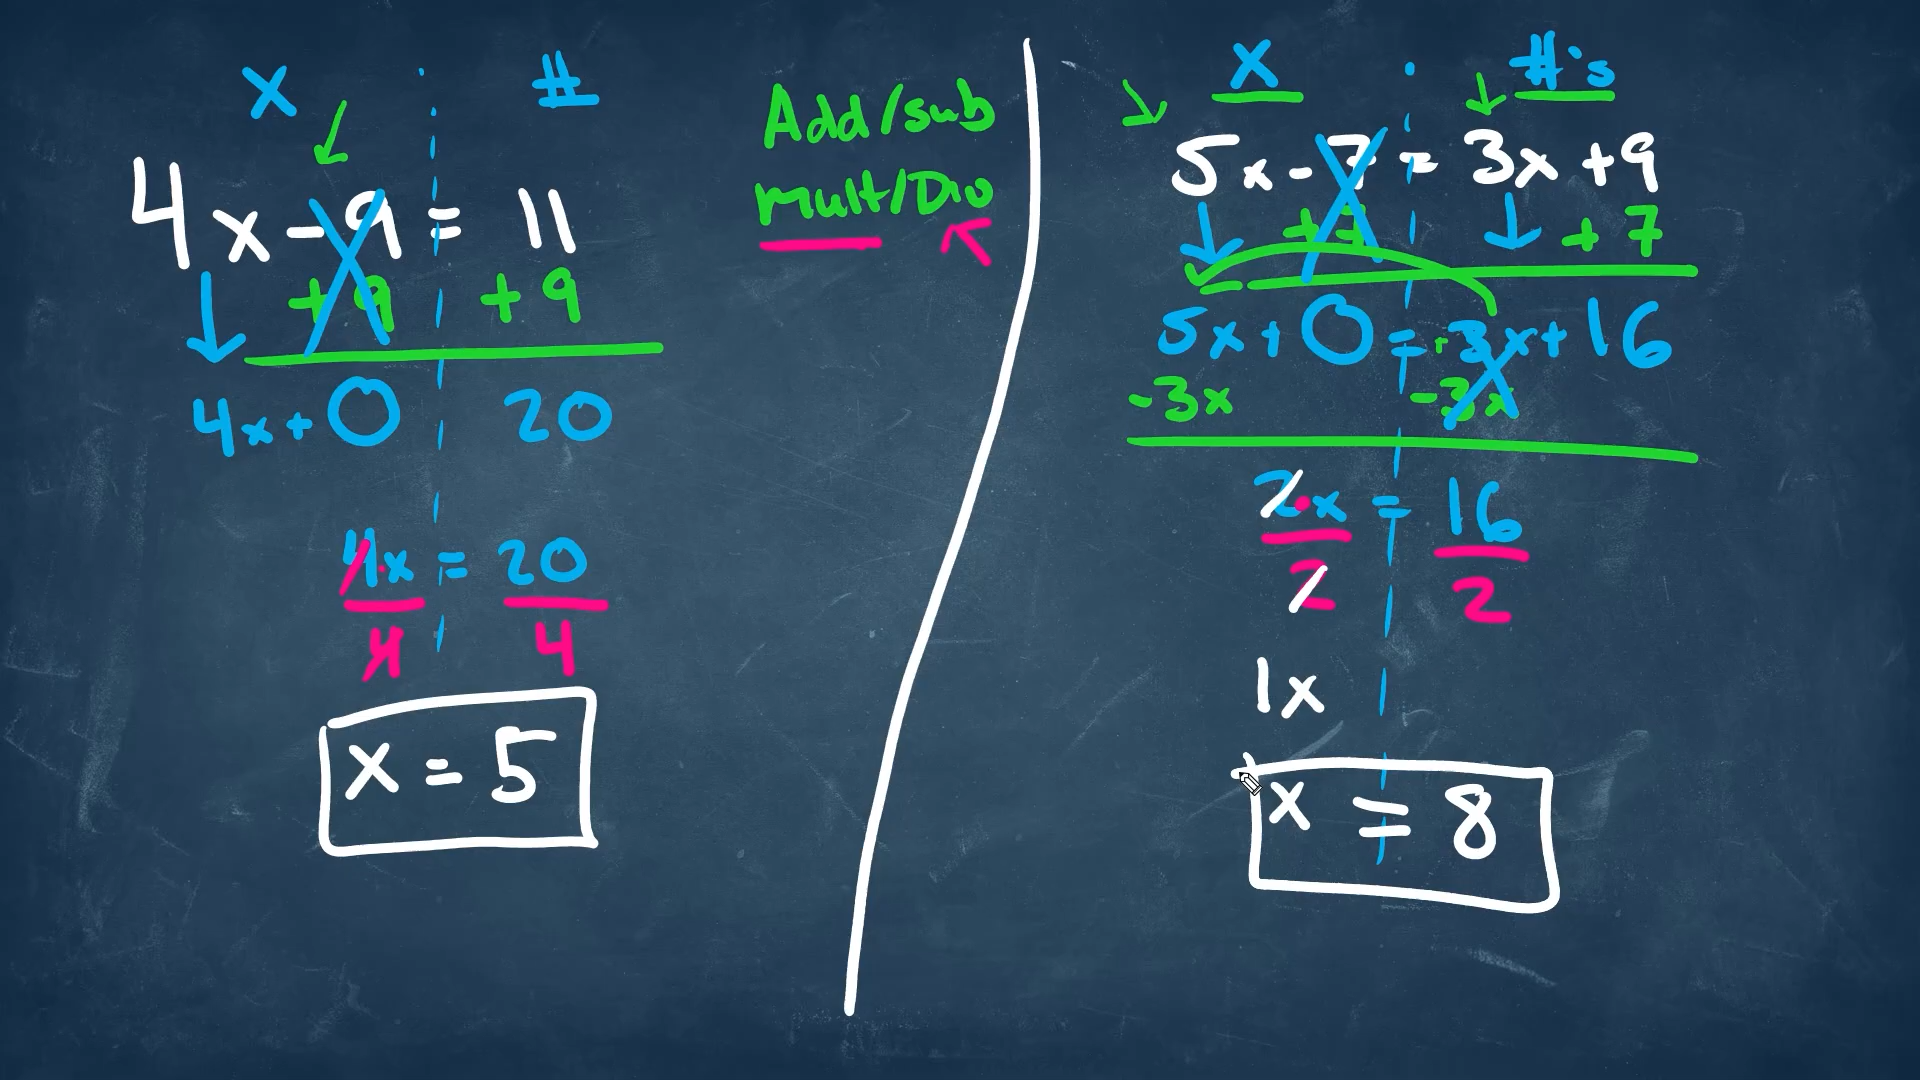 x #
4x - 9 = 11
+ 9 + 9
4x + 0 20
4x = 20
4 4
x = 5
Add/sub
Mult/Div
x #'s
5x - 7 = 3x + 9
+ 7 + 7
5x + 0 = +3x + 16
-3x -3x
2·x = 16
2 2
1x
x = 8